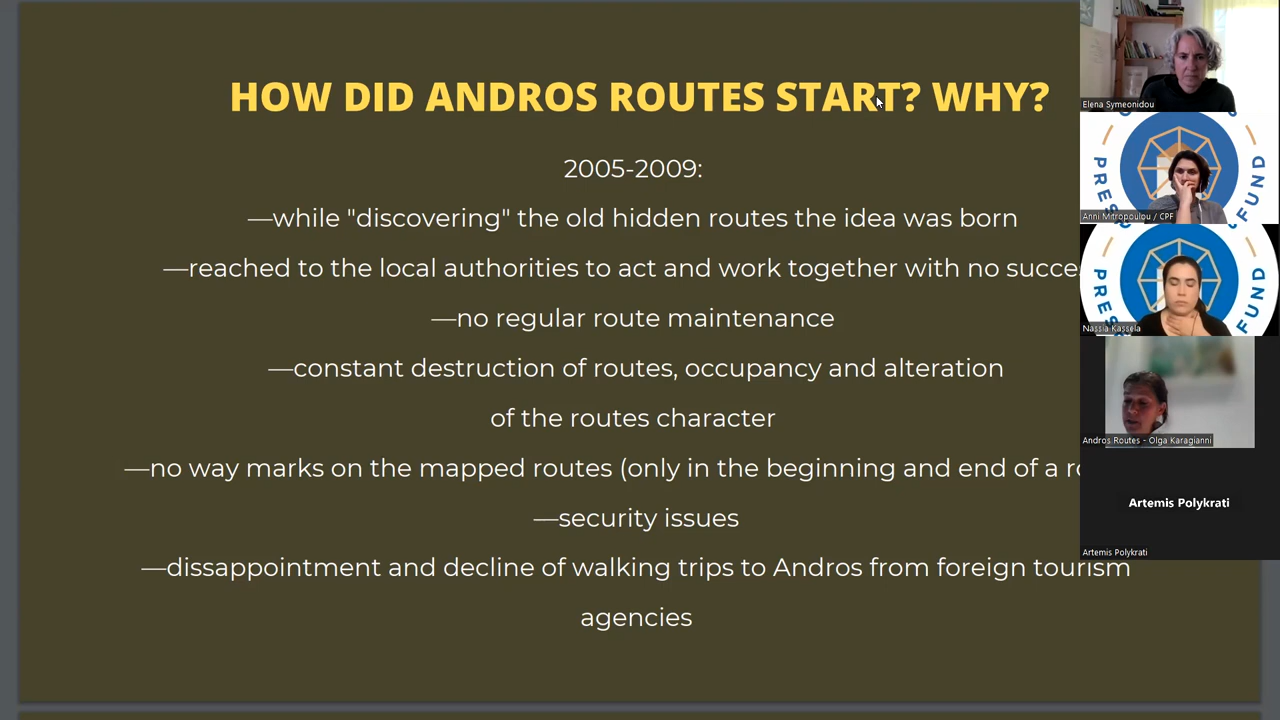 HOW DID ANDROS ROUTES START? WHY?
2005-2009:
—while "discovering" the old hidden routes the idea was born
—reached to the local authorities to act and work together with no
—no regular route maintenance
—constant destruction of routes, occupancy and alteration
of the routes character
—no way marks on the mapped routes (only in the beginning and end of a
—security issues
—dissappointment and decline of walking trips to Andros from foreign tourism
agencies
Elena Symeonidou
PRES FUND
Anni Mitropoulou / CPF
PRES FUND
Nassia Kassela
Andros Routes - Olga Karagianni
Artemis Polykrati
Artemis Polykrati